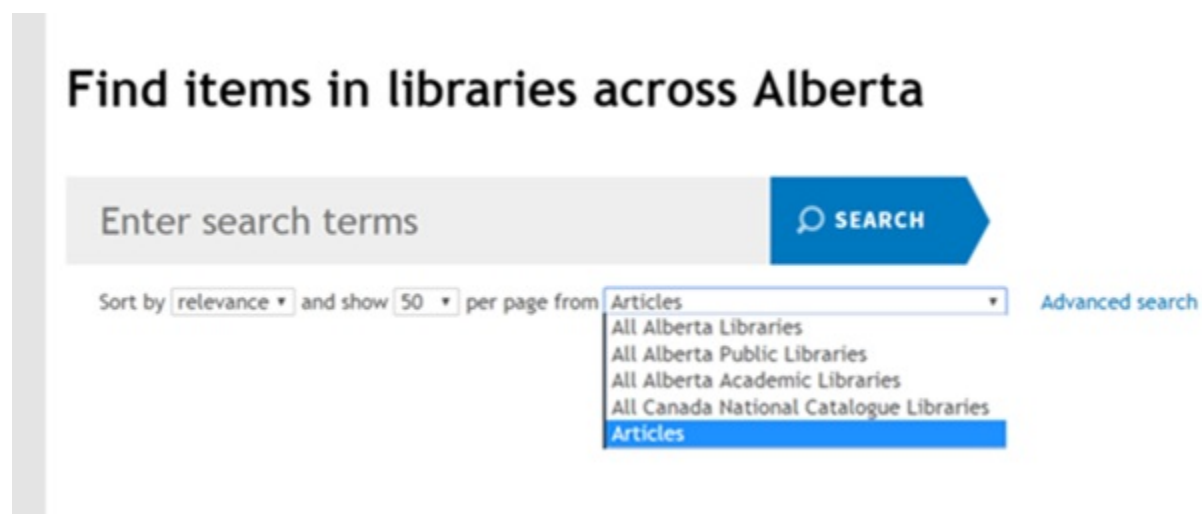 Find items in libraries across Alberta
Enter search terms
SEARCH
Sort by relevance and show 50 per page from Articles Advanced search
All Alberta Libraries
All Alberta Public Libraries
All Alberta Academic Libraries
All Canada National Catalogue Libraries
Articles